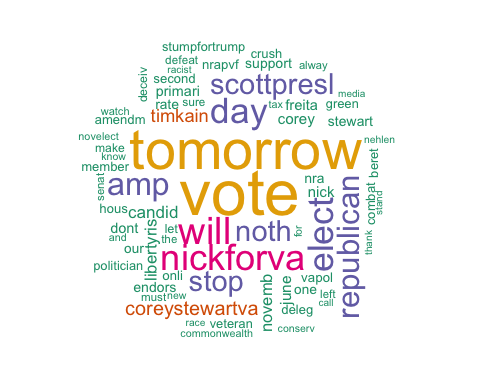 stumpfortrump
defeat crush
racist nrapvf support alway
deceiv second scottpresl
primari tax media
rate sure day freita green
watch amendm timkain corey stewart
novelect tomorrow nehlen
make know
member nra beret
senat amp vote nick combat stand
hous candid will noth elect republican
dont let for
our and the nickforva thank
politician libertyris onli stop vapol
endors novemb june one left
must new deleg call
coreystewartva
race veteran conserv
commonwealth